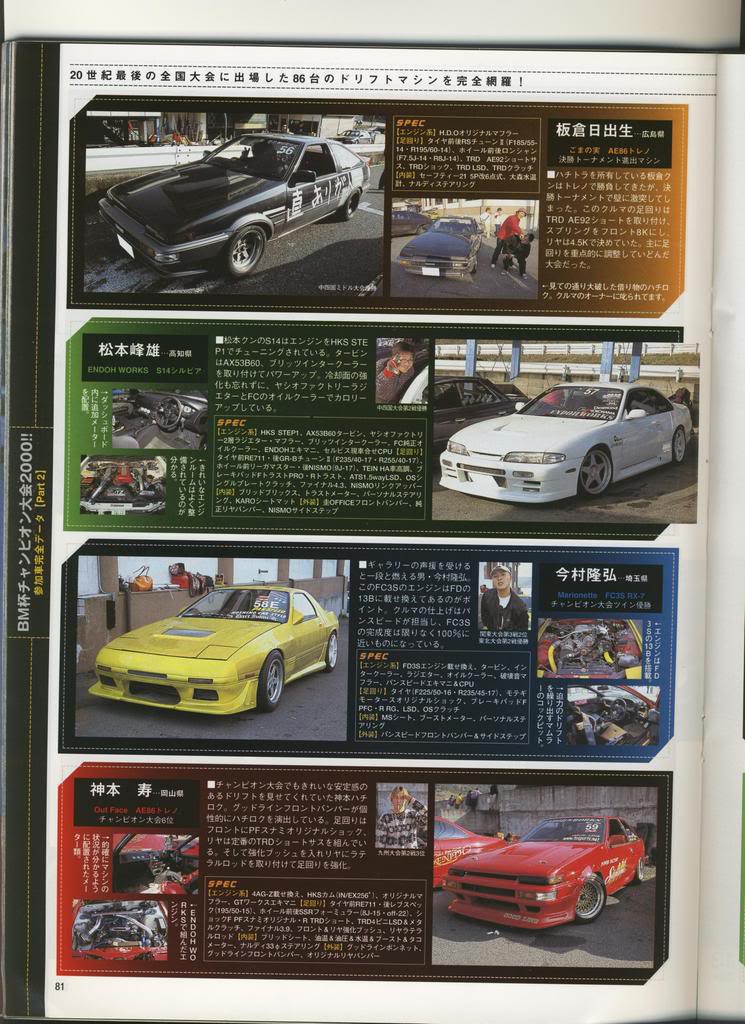 20世紀最後の全国大会に出場した86台のドリフトマシンを完全網羅！
SPEC
【エンジン系】H.D.Oオリジナルマフラー
【足回り】タイヤ前後RSチューンⅡ(F185/55-
14・R195/60-14)、ホイール前後ロンシャン
(F7.5J-14・R8J-14)、TRD AE92ショートサ
ス、TRDショック、TRD LSD、TRDクラッチ
【内装】セーフティー21 SP改6点式、大森水温
計、ナルディステアリング
板倉日出生…広島県
ごまの実 AE86トレノ
決勝トーナメント進出マシン
■ハチトラを所有している板倉ク
ンはトレノで勝負してきたが、決
勝トーナメントで壁に激突してし
まった。このクルマの足回りは
TRD AE92ショートを取り付け、
スプリングをフロント8Kにし、
リヤは4.5Kで決めていた。主に足
回りを重点的に調整していどんだ
大会だった。
←見ての通り大破した借り物のハチロ
ク。クルマのオーナーに叱られてます。
56
直ありが
中四国ミドル大会優勝
松本峰雄…高知県
ENDOH WORKS S14シルビア
■松本クンのS14はエンジンをHKS STE
P1でチューニングされている。タービン
はAX53B60、ブリッツインタークーラー
を取り付けてパワーアップ。冷却面の強
化も忘れずに、ヤシオファクトリーラジ
エターとFCのオイルクーラーでカロリー
アップしている。
中四国大会第2戦優勝
→ダッシュボード
内に追加メーター
を配置。
←きれいなエンジ
ンルームはよく整
備されているのが
分かる。
SPEC
【エンジン系】HKS STEP1、AX53B60タービン、ヤシオファクト
リ2層ラジエター・マフラー、ブリッツインタークーラー、FC純正オ
イルクーラー、ENDOHエキマニ、セルビス現車合せCPU【足回り】
タイヤ前RE711・後GR-BチューンⅡ(F235/40-17・R255/40-17)
ホイール前リーガマスター・後NISMO(9J-17)、TEIN HA車高調、ブ
レーキパッドFトラストPRO・Rトラスト、ATS1.5wayLSD、OSシ
ングルプレートクラッチ、ファイナル4.3、NISMOリンクアッパー
【内装】ブリッドブリックス、トラストメーター、パーソナルステアリ
ング、KAROシートマット【外装】圭OFFICEフロントバンパー、純
正リヤバンパー、NISMOサイドステップ
57
ENDOHWORKS
58E
■ギャラリーの声援を受ける
と一段と燃える男・今村隆弘。
このFC3SのエンジンはFDの
13Bに載せ換えてあるのがポ
イント。クルマの仕上げはパ
ンスピードが担当し、FC3S
の完成度は限りなく100％に
近いものになっている。
関東大会第3戦2位
東北大会第2戦優勝
今村隆弘…埼玉県
Marionette FC3S RX-7
チャンピオン大会ツイン優勝
←エンジンはFD
3Sの13Bを搭載。
→迫力のドリフト
を繰り出すマムラ
ーのコックピット。
SPEC
【エンジン系】FD3Sエンジン載せ換え、タービン、イン
タークーラー、ラジエター、オイルクーラー、破壊音マ
フラー、パンスピードエキマニ&CPU
【足回り】タイヤ(F225/50-16・R235/45-17)、モテギ
モータースオリジナルショック、ブレーキパッドF
PFC・R RG、LSD、OSクラッチ
【内装】MSシート、ブーストメーター、パーソナルステ
アリング
【外装】パンスピードフロントバンパー&サイドステップ
神本 寿…岡山県
Out Face AE86トレノ
チャンピオン大会6位
■チャンピオン大会でもきれいな安定感の
あるドリフトを見せてくれていた神本ハチ
ロク。グッドラインフロントバンパーが個
性的にハチロクを演出している。足回りは
フロントにPFスナミオリジナルショック、
リヤは定番のTRDショートサスを組んでい
る。そして強化ブッシュを入れリヤにラテ
ラルロッドを取り付けて足回りを強化。
九州大会第2戦3位
→的確にマシンの
状況が分かるよう
に配置されたメー
ター類。
←ENDOH WO
RKSで組んだエ
ンジン。
SPEC
【エンジン系】4AG-Z載せ換え、HKSカム(IN/EX256°)、オリジナルマ
フラー、GTワークスエキマニ【足回り】タイヤ前RE711・後レブスペッ
ク(195/50-15)、ホイール前後SSRフォーミュラー(8J-15・off-22)、シ
ョックF PFスナミオリジナル・R TRDショート、TRD4ピニLSD&メタ
ルクラッチ、ファイナル3.9、フロント&リヤ強化ブッシュ、リヤラテラ
ルロッド【内装】ブリッドシート、油温&油圧&水温&ブースト&タコ
メーター、ナルディ33φステアリング【外装】グッドラインボンネット、
グッドラインフロントバンパー、オリジナルリヤバンパー
59
GOOD LINE
BM杯チャンピオン大会2000!!
参加車完全データ【Part 2】
81